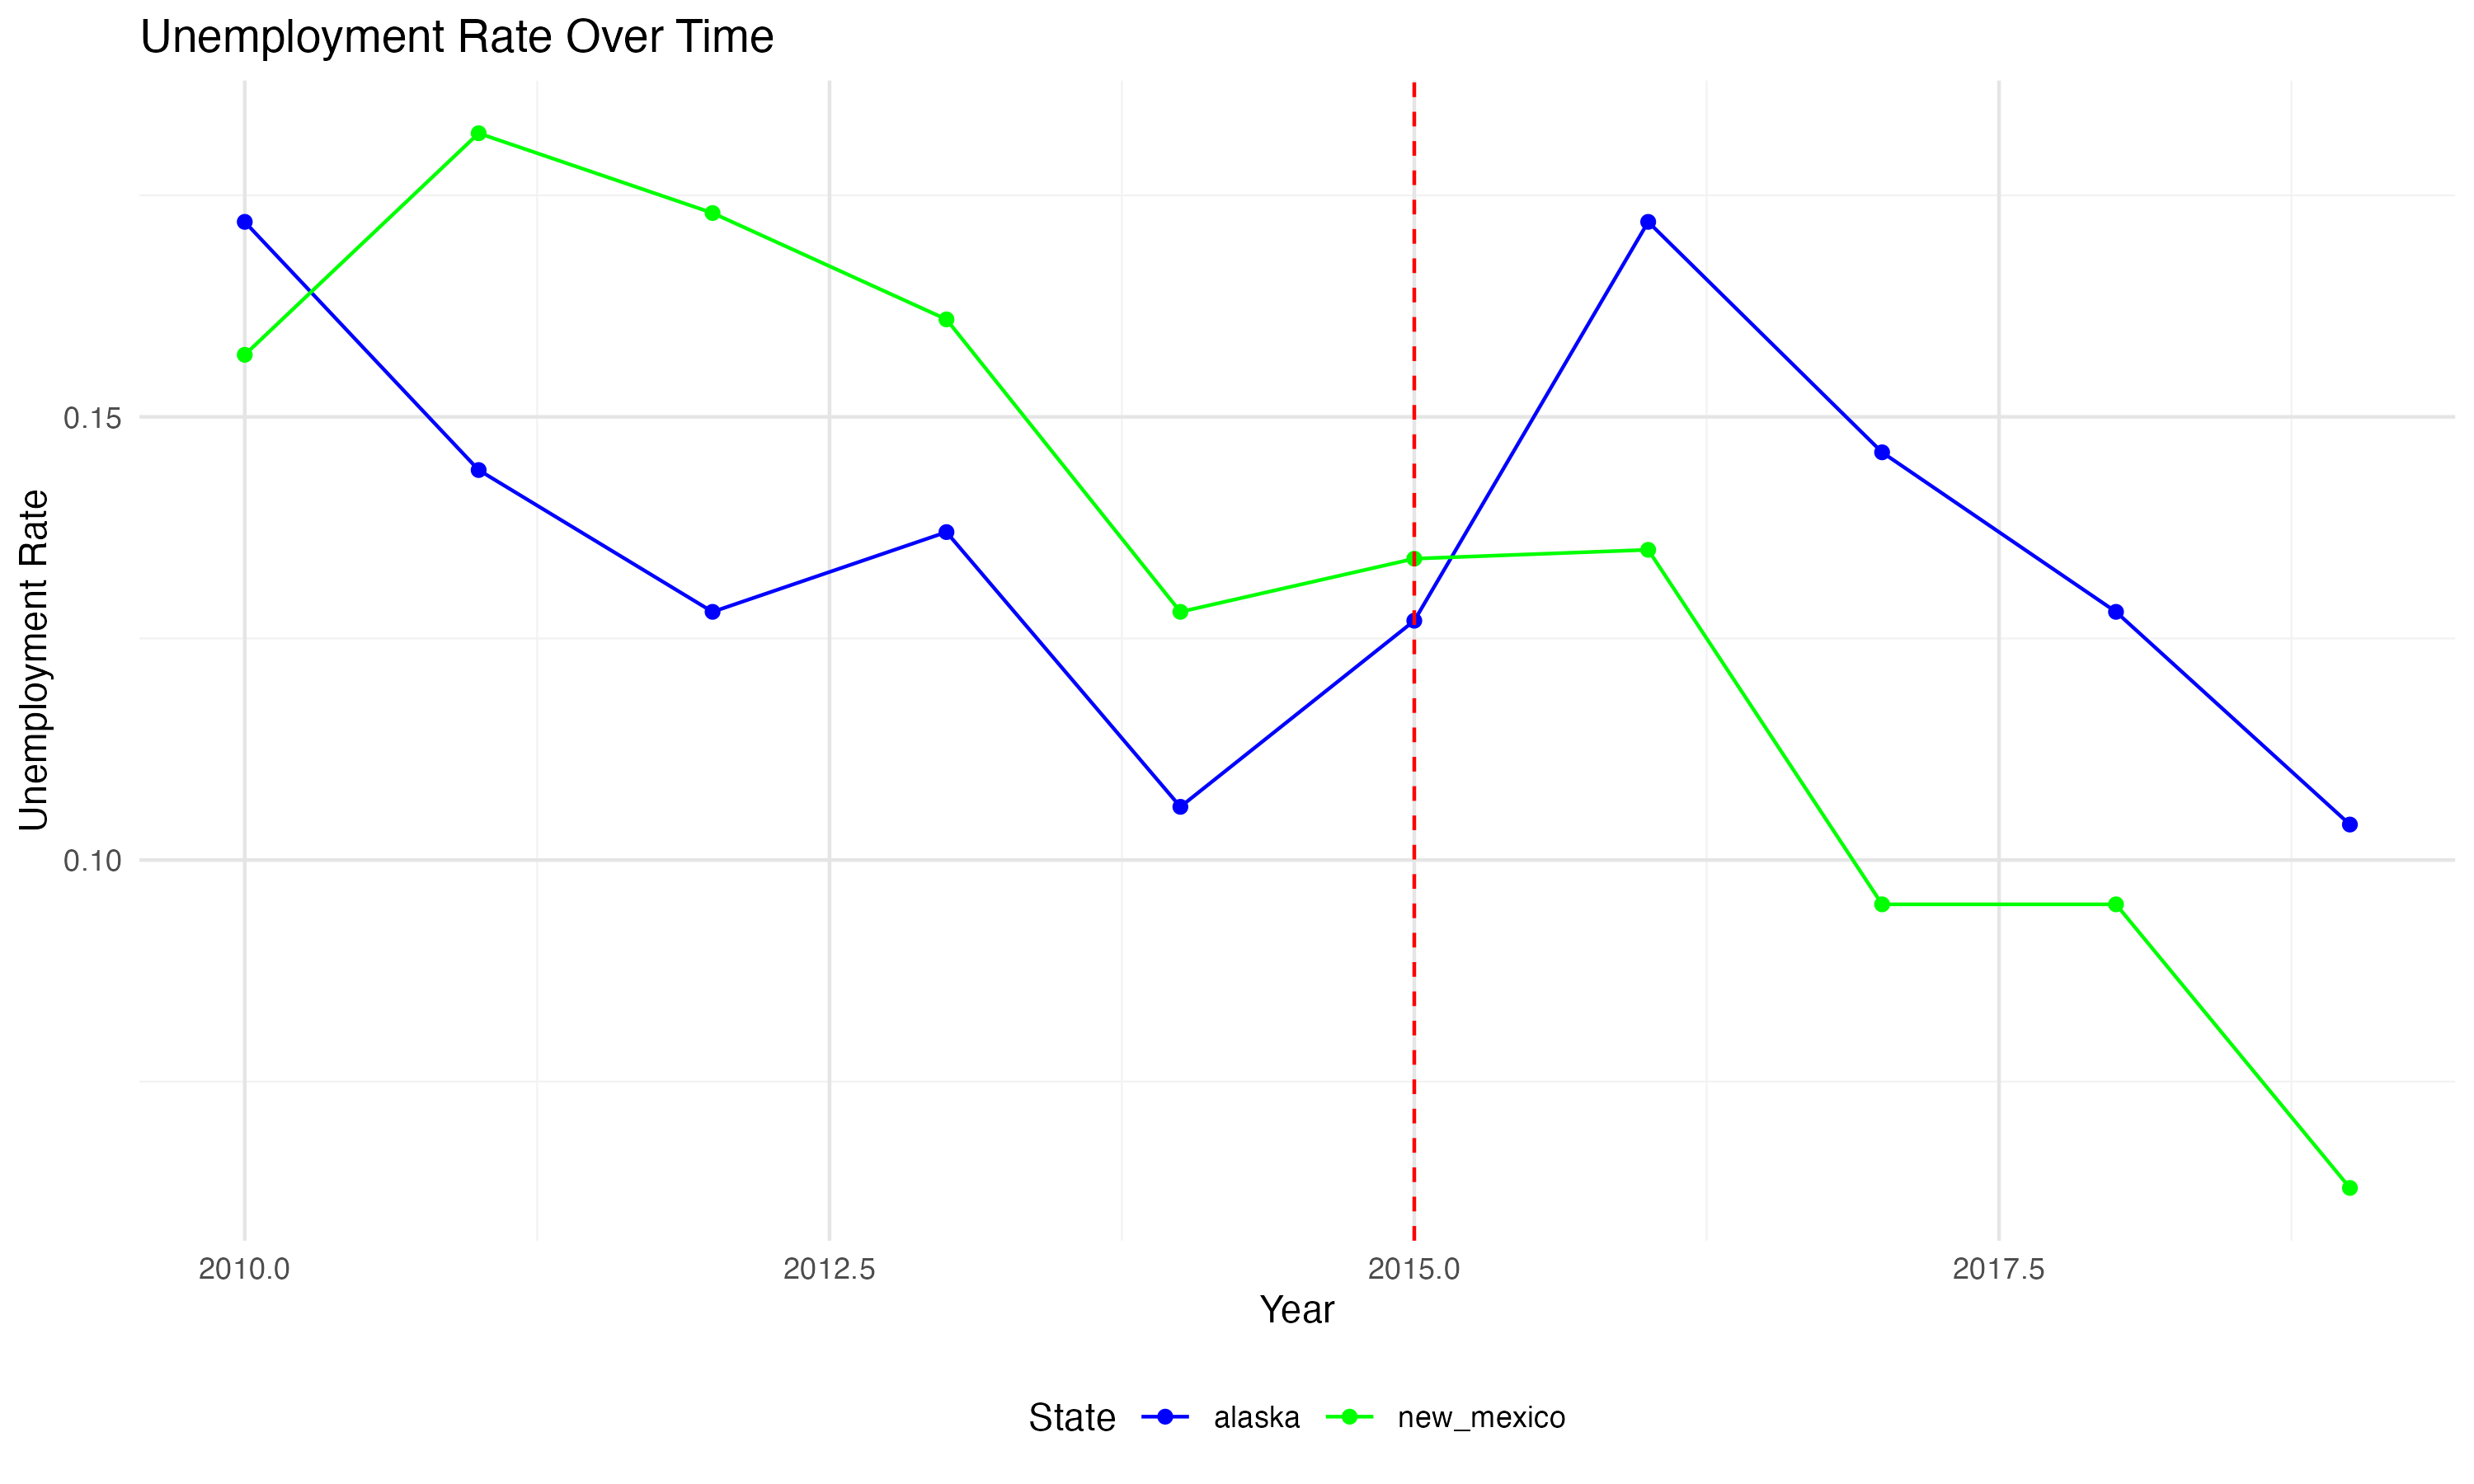 Unemployment Rate Over Time
Unemployment Rate
0.15
0.10
2010.0 2012.5 2015.0 2017.5
Year
State alaska new_mexico